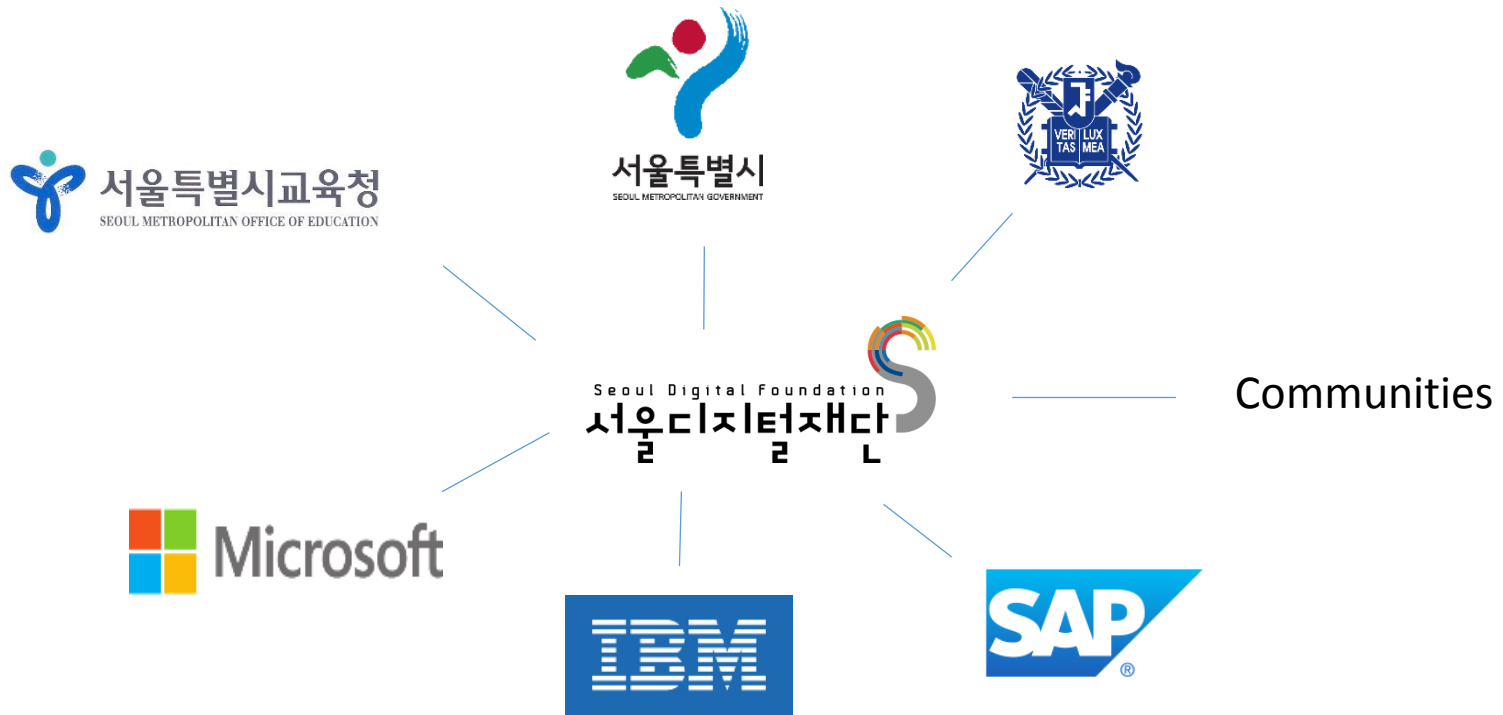 서울특별시
SEOUL METROPOLITAN GOVERNMENT
VERI LUX
TAS MEA
서울특별시교육청
SEOUL METROPOLITAN OFFICE OF EDUCATION
Seoul Digital Foundation
서울디지털재단
Communities
Microsoft
IBM
SAP
®